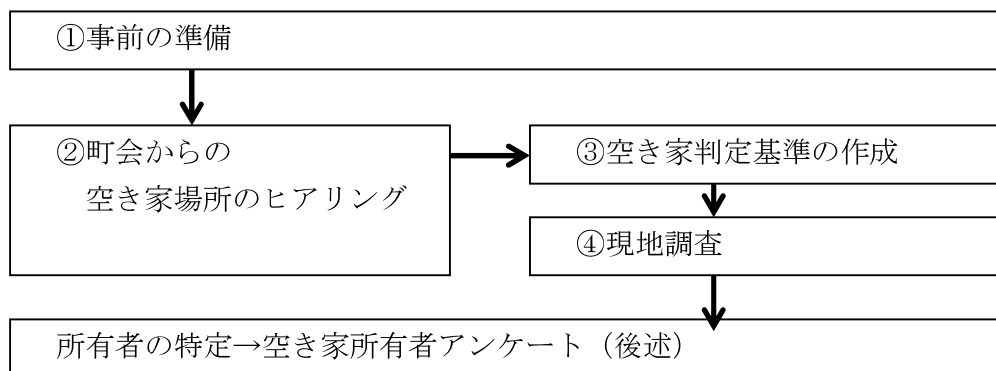 ①事前の準備
②町会からの
空き家場所のヒアリング
③空き家判定基準の作成
④現地調査
所有者の特定→空き家所有者アンケート（後述）